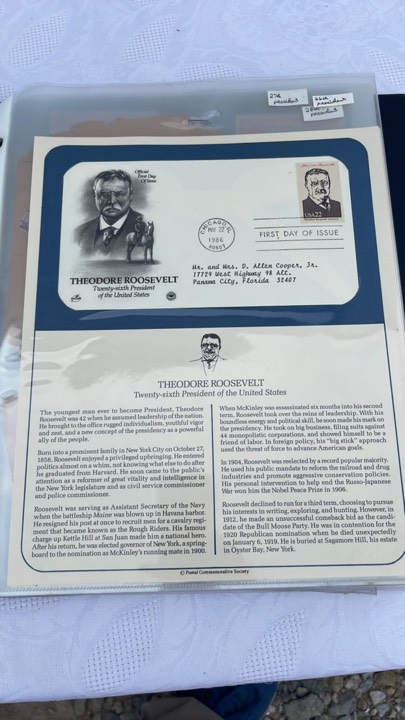 27th
president
26th
president
president
Official
First Day
Of Issue
THEODORE ROOSEVELT
Twenty-sixth President
of the United States
CHICAGO, IL
1986
60607
USA22
FIRST DAY OF ISSUE
Mr. and Mrs. D. Allen Cooper, Jr.
17729 West Highway 98 Alt.
Panama City, Florida 32407
THEODORE ROOSEVELT
Twenty-sixth President of the United States
The youngest man ever to become President, Theodore
Roosevelt was 42 when he assumed leadership of the nation.
He brought to the office rugged individualism, youthful vigor
and zest, and a new concept of the presidency as a powerful
ally of the people.
Born into a prominent family in New York City on October 27,
1858, Roosevelt enjoyed a privileged upbringing. He entered
politics almost on a whim, not knowing what else to do after
he graduated from Harvard. He soon came to the public's
attention as a reformer of great vitality and intelligence in
the New York legislature and as civil service commissioner
and police commissioner.
Roosevelt was serving as Assistant Secretary of the Navy
when the battleship Maine was blown up in Havana harbor.
He resigned his post at once to recruit men for a cavalry regi-
ment that became known as the Rough Riders. His famous
charge up Kettle Hill at San Juan made him a national hero.
After his return, he was elected governor of New York, a spring-
board to the nomination as McKinley's running mate in 1900.
When McKinley was assassinated six months into his second
term, Roosevelt took over the reins of leadership. With his
boundless energy and political skill, he soon made his mark on
the presidency. He took on big business, filing suits against
44 monopolistic corporations, and showed himself to be a
friend of labor. In foreign policy, his "big stick" approach
used the threat of force to advance American goals.
In 1904, Roosevelt was reelected by a record popular majority.
He used his public mandate to reform the railroad and drug
industries and promote aggressive conservation policies.
His personal intervention to help end the Russo-Japanese
War won him the Nobel Peace Prize in 1906.
Roosevelt declined to run for a third term, choosing to pursue
his interests in writing, exploring, and hunting. However, in
1912, he made an unsuccessful comeback bid as the candi-
date of the Bull Moose Party. He was in contention for the
1920 Republican nomination when he died unexpectedly
on January 6, 1919. He is buried at Sagamore Hill, his estate
in Oyster Bay, New York.
© Postal Commemorative Society